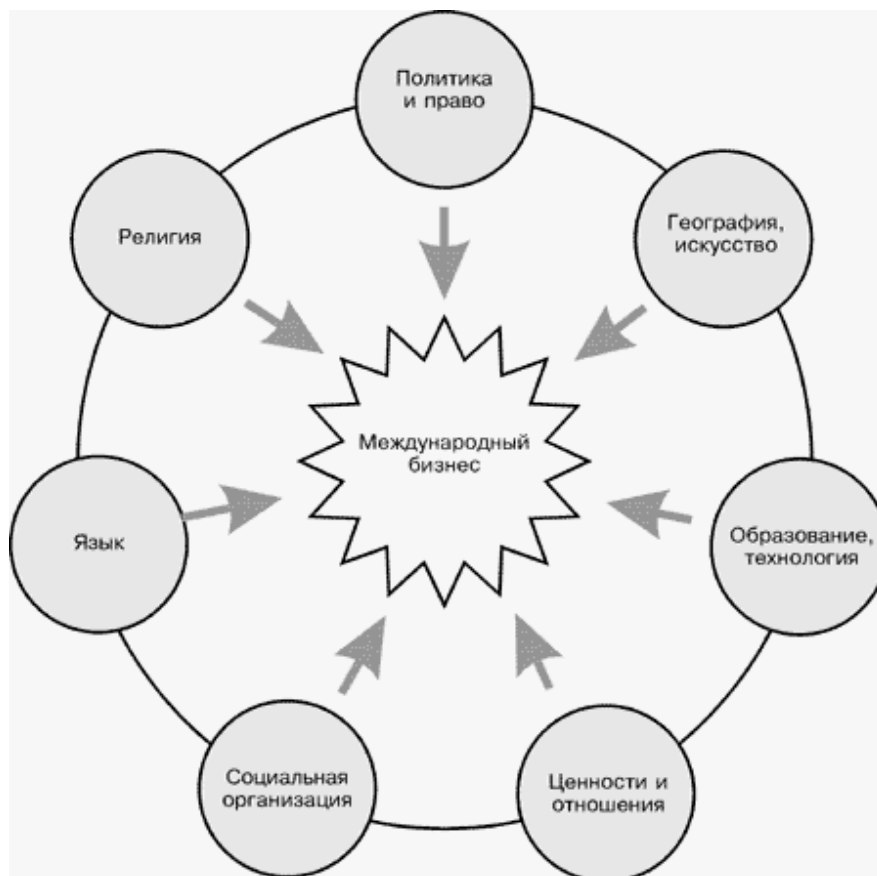 Политика
и право
География,
искусство
Религия
Международный
бизнес
Язык
Образование,
технология
Социальная
организация
Ценности и
отношения